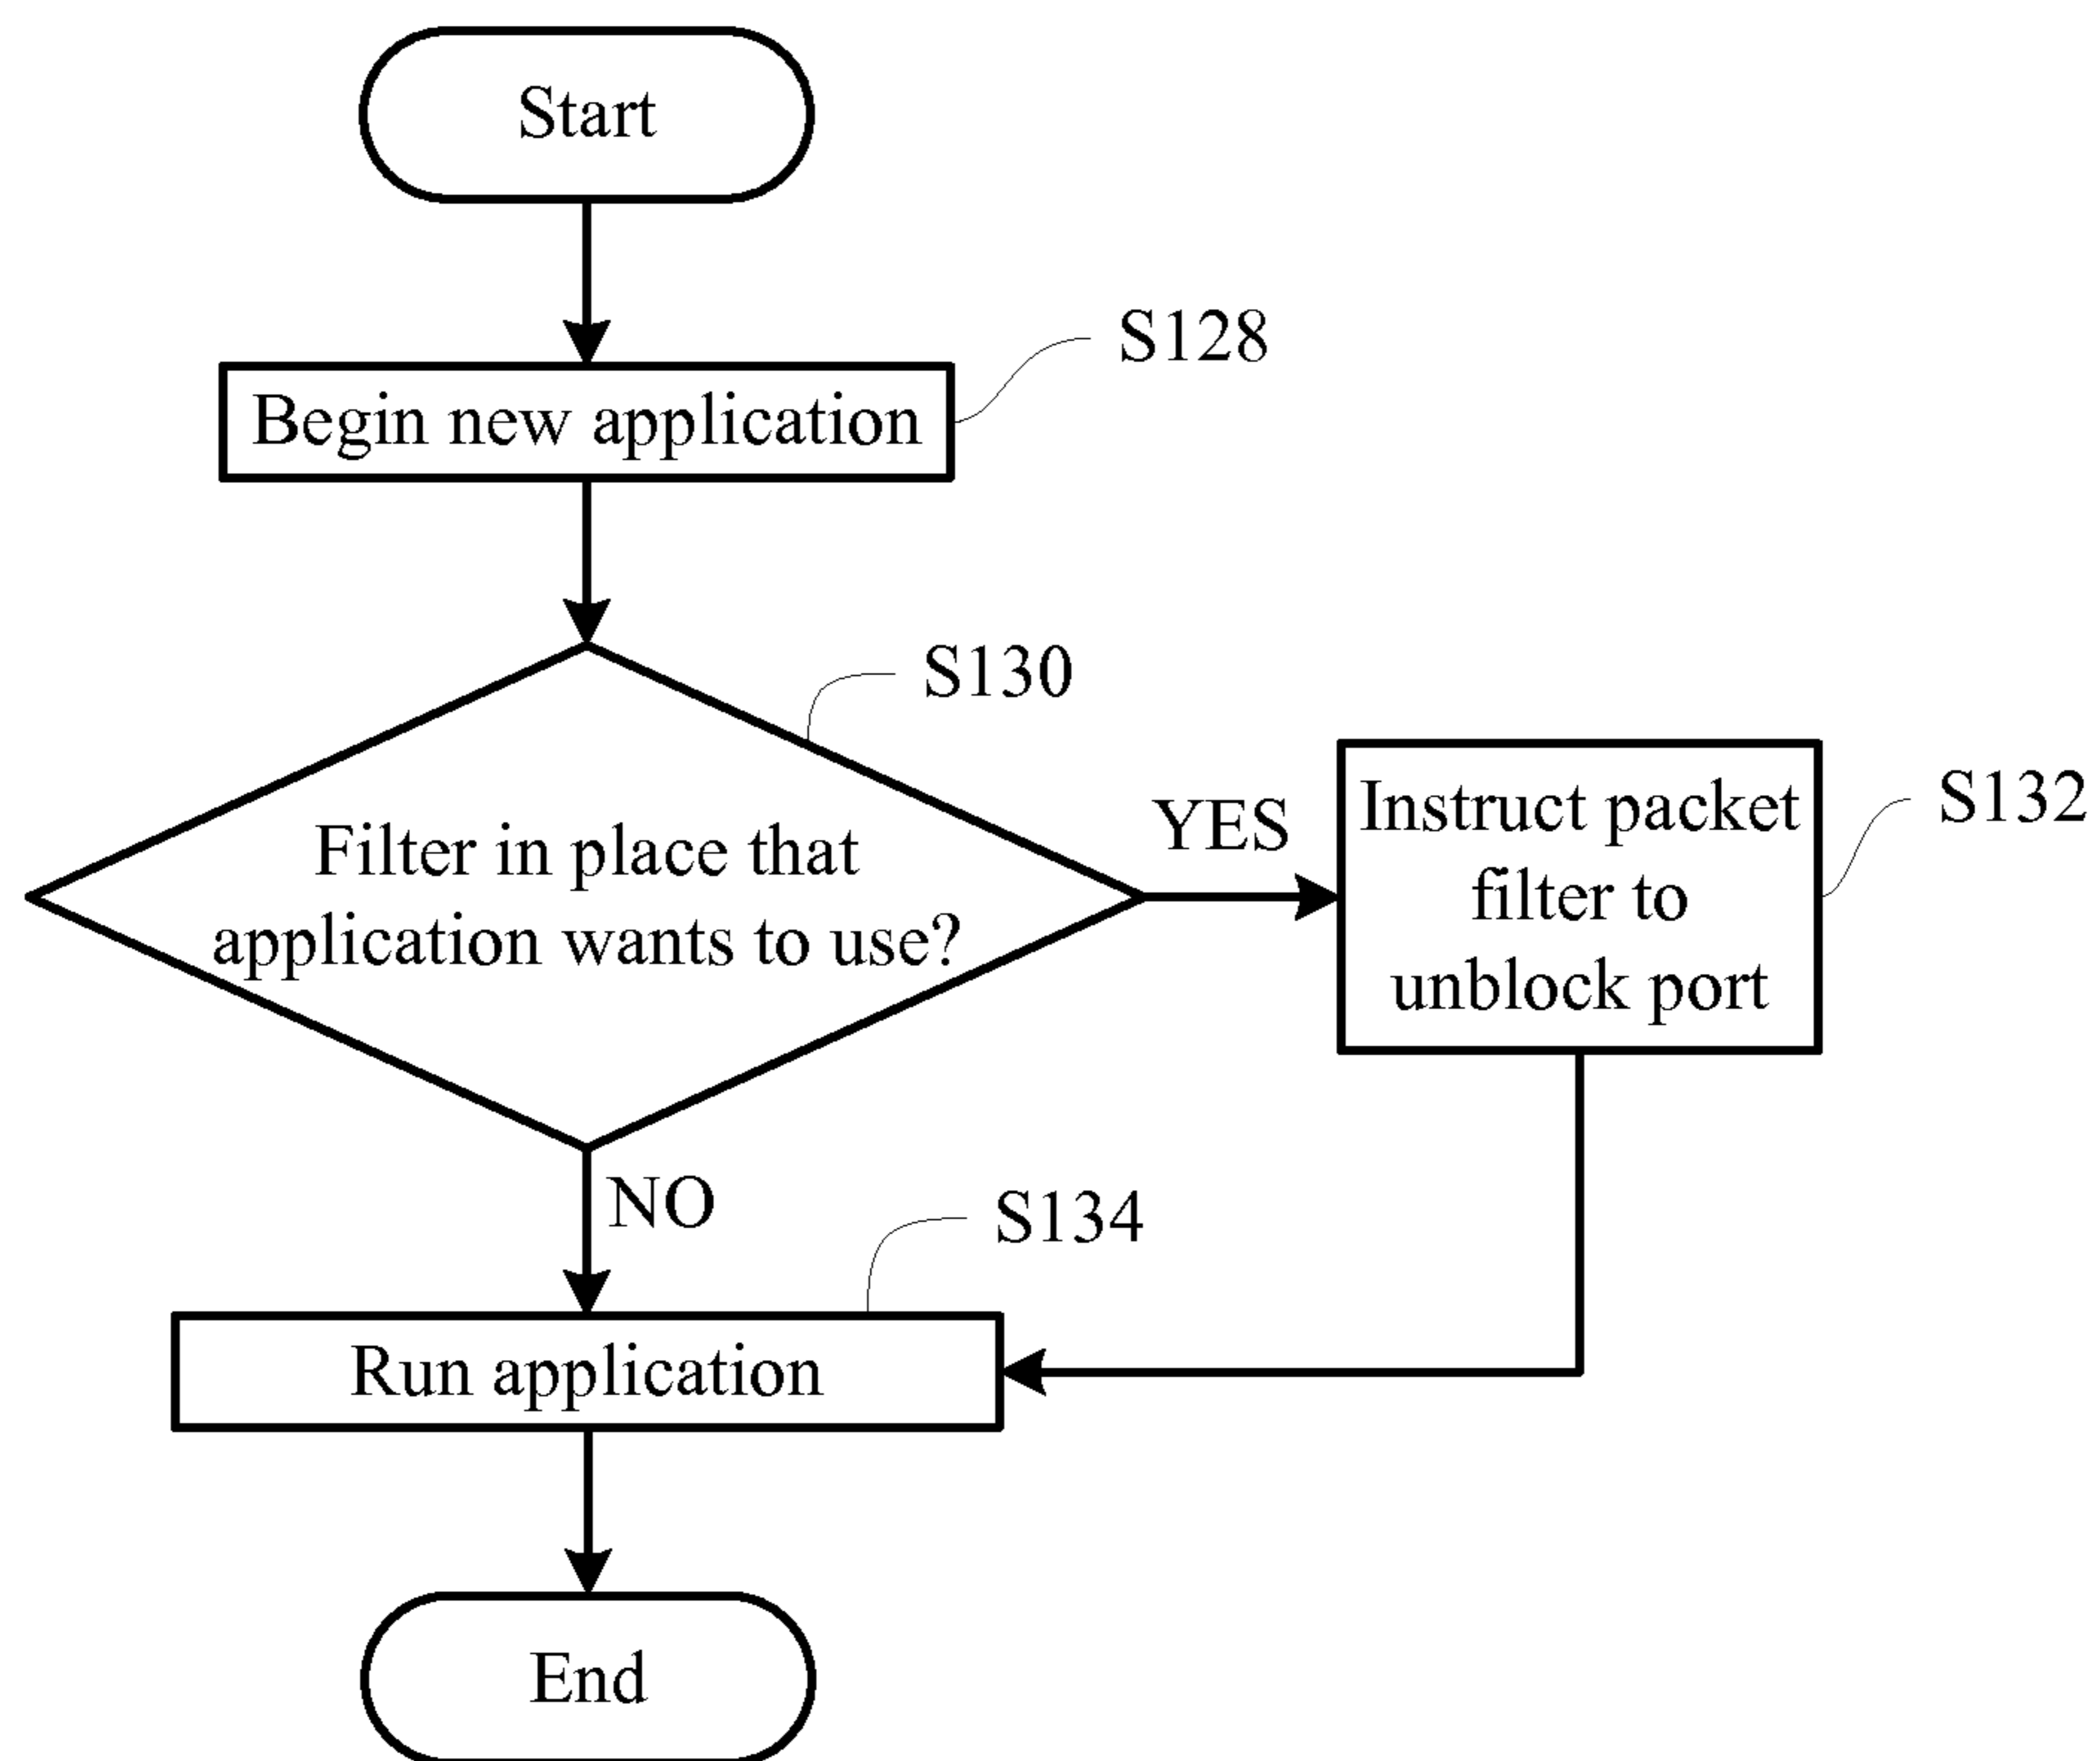 Start
S128
Begin new application
S130
Filter in place that
application wants to use?
YES
Instruct packet
filter to
unblock port
S132
NO
S134
Run application
End